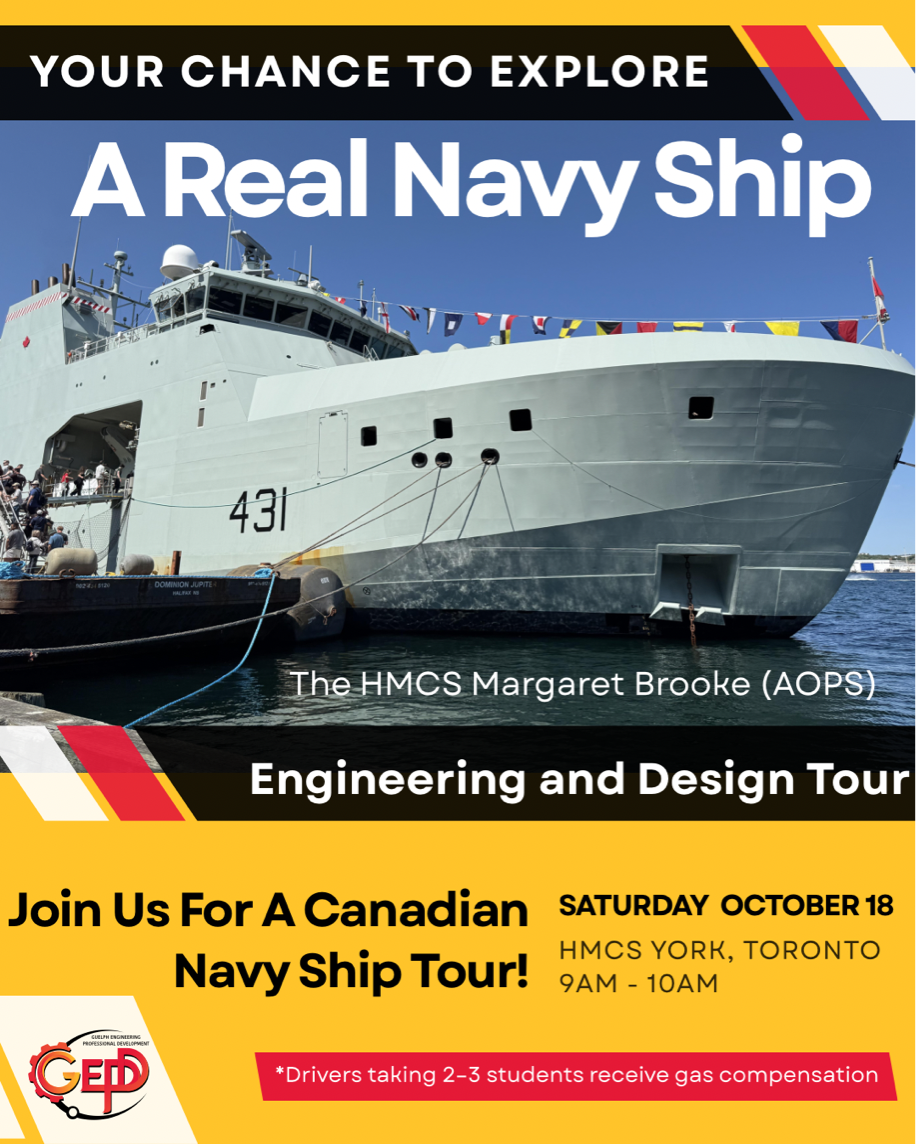 YOUR CHANCE TO EXPLORE
A Real Navy Ship
431
DOMINION JUPITER
HALIFAX NS
The HMCS Margaret Brooke (AOPS)
Engineering and Design Tour
Join Us For A Canadian
Navy Ship Tour!
SATURDAY OCTOBER 18
HMCS YORK, TORONTO
9AM - 10AM
GUELPH ENGINEERING
PROFESSIONAL DEVELOPMENT
GEPD
*Drivers taking 2-3 students receive gas compensation